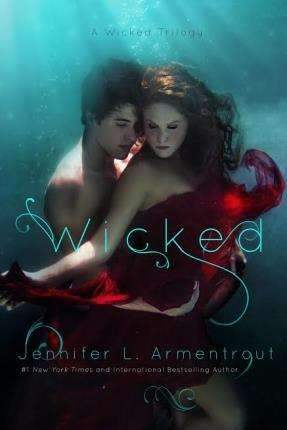 A Wicked Trilogy
Wicked
Jennifer L. Armentrout
#1 New York Times and International Bestselling Author